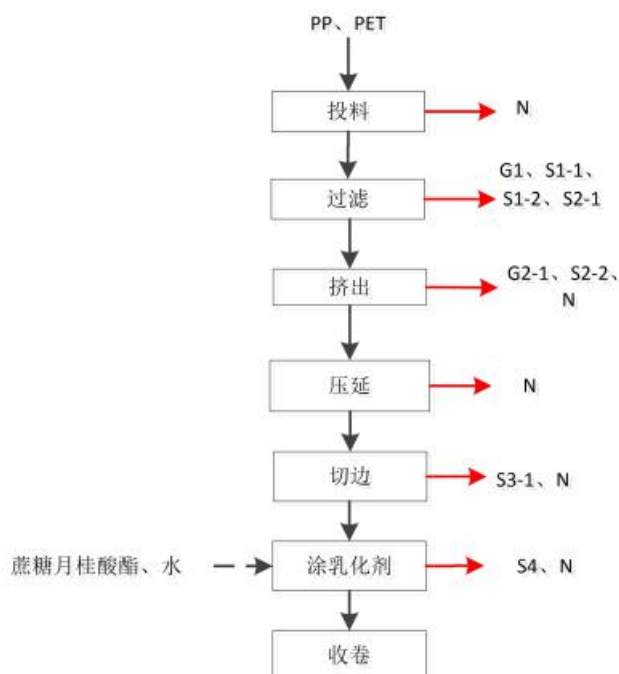 PP、PET
投料
N
过滤
G1、S1-1、
S1-2、S2-1
挤出
G2-1、S2-2、
N
压延
N
切边
S3-1、N
蔗糖月桂酸酯、水
涂乳化剂
S4、N
收卷